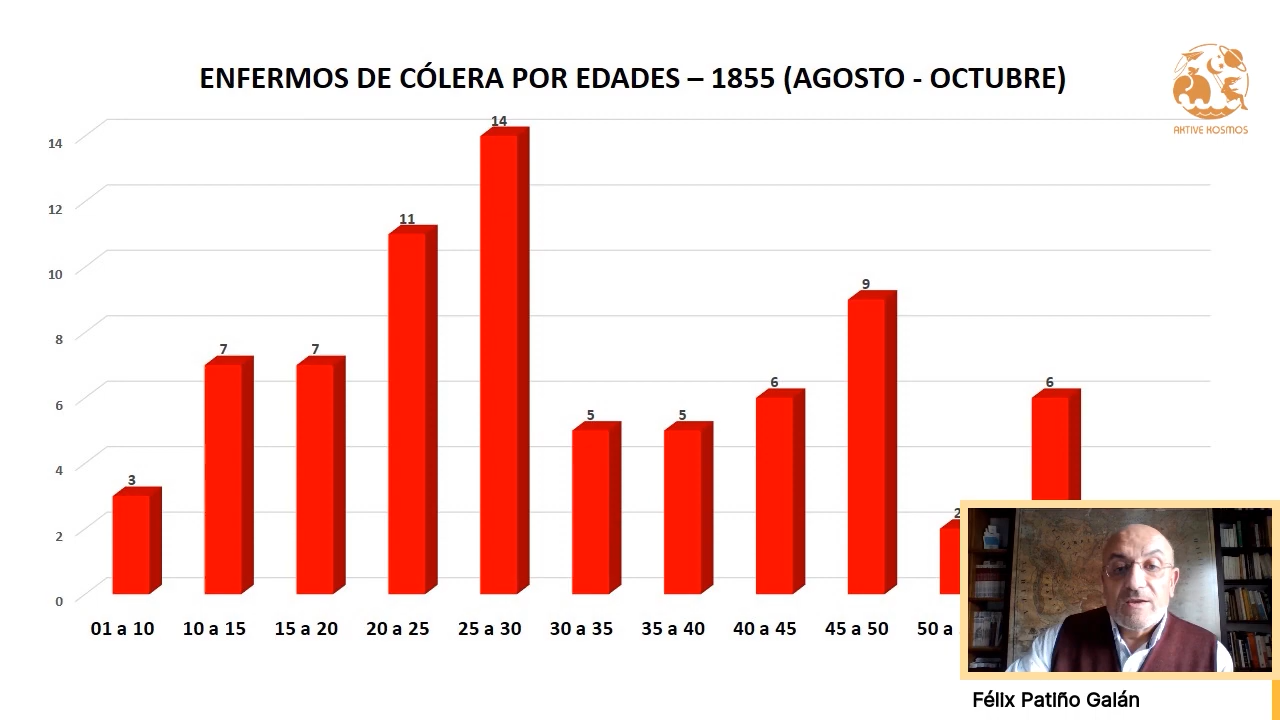 ENFERMOS DE CÓLERA POR EDADES – 1855 (AGOSTO - OCTUBRE)
AKTIVE KOSMOS
14
12
10
8
6
4
2
0
3
7
7
11
14
5
5
6
9
2
6
01 a 10
10 a 15
15 a 20
20 a 25
25 a 30
30 a 35
35 a 40
40 a 45
45 a 50
50 a
Félix Patiño Galán